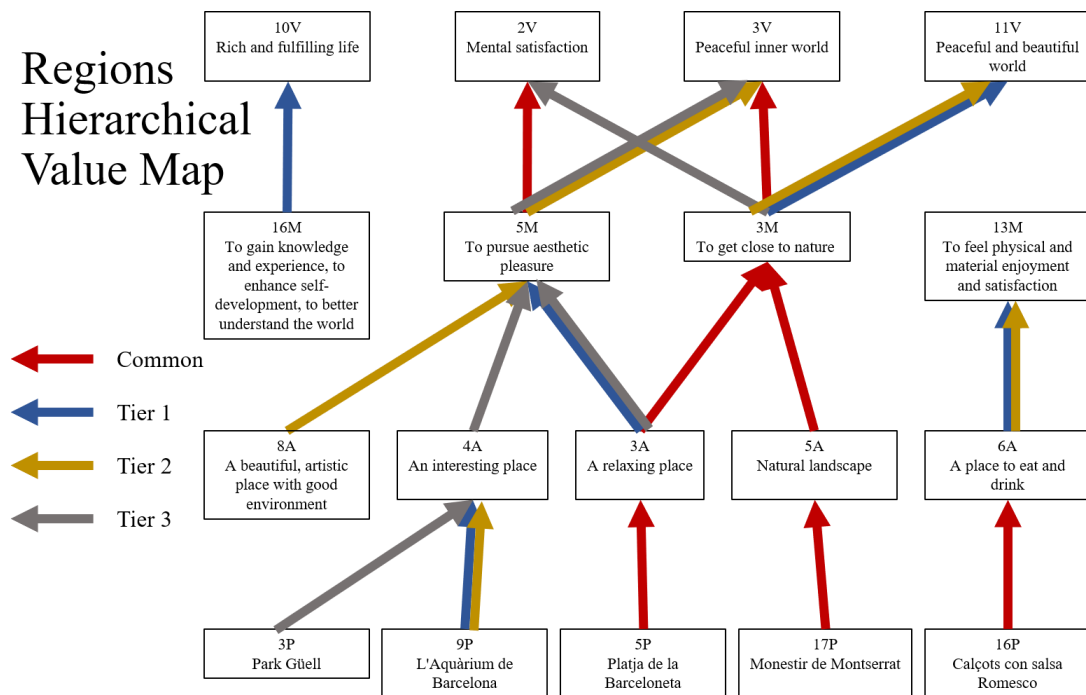 Regions
Hierarchical
Value Map
10V
Rich and fulfilling life
2V
Mental satisfaction
3V
Peaceful inner world
11V
Peaceful and beautiful
world
16M
To gain knowledge
and experience, to
enhance self-
development, to better
understand the world
5M
To pursue aesthetic
pleasure
3M
To get close to nature
13M
To feel physical and
material enjoyment
and satisfaction
Common
Tier 1
Tier 2
Tier 3
8A
A beautiful, artistic
place with good
environment
4A
An interesting place
3A
A relaxing place
5A
Natural landscape
6A
A place to eat and
drink
3P
Park Güell
9P
L'Aquàrium de
Barcelona
5P
Platja de la
Barceloneta
17P
Monestir de Montserrat
16P
Calçots con salsa
Romesco